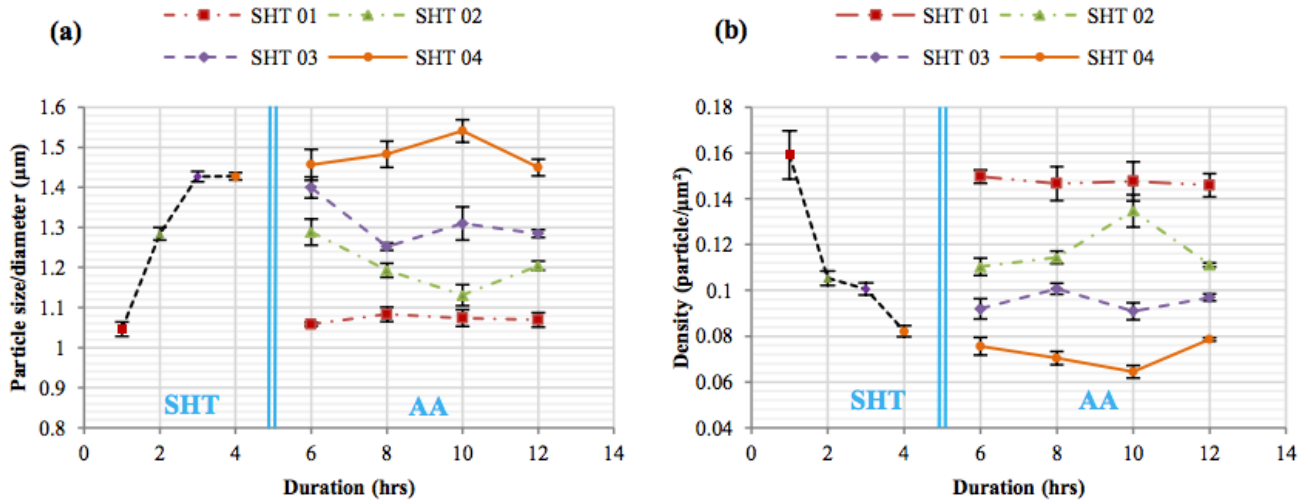 (a)
SHT 01
SHT 02
SHT 03
SHT 04
Particle size/diameter (μm)
1.6
1.5
1.4
1.3
1.2
1.1
1
0.9
0.8
SHT
AA
0 2 4 6 8 10 12 14
Duration (hrs)
(b)
SHT 01
SHT 02
SHT 03
SHT 04
Density (particle/μm²)
0.18
0.16
0.14
0.12
0.1
0.08
0.06
0.04
SHT
AA
0 2 4 6 8 10 12 14
Duration (hrs)